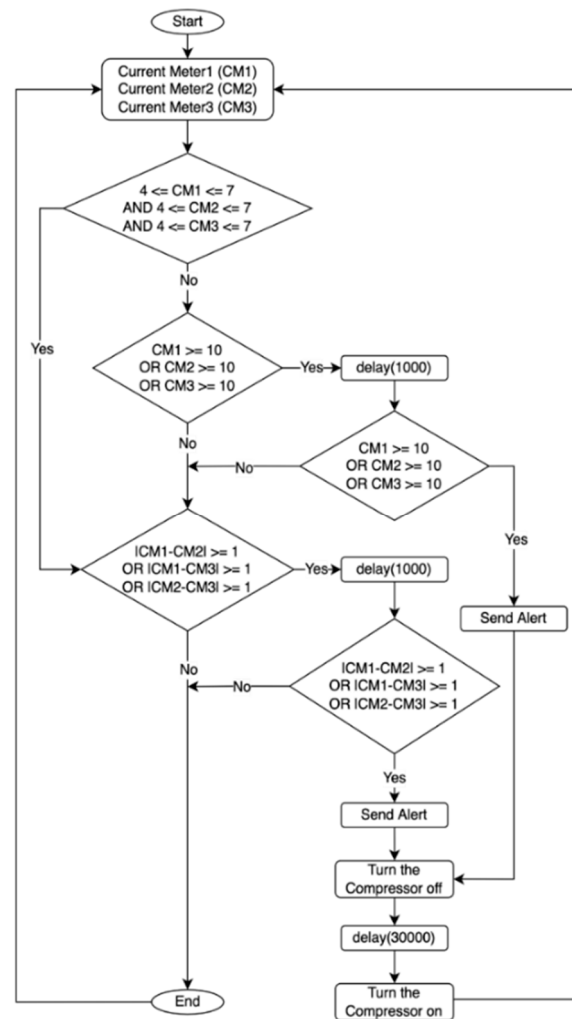 Start
Current Meter1 (CM1)
Current Meter2 (CM2)
Current Meter3 (CM3)
4 <= CM1 <= 7
AND 4 <= CM2 <= 7
AND 4 <= CM3 <= 7
No
Yes
CM1 >= 10
OR CM2 >= 10
OR CM3 >= 10
Yes
delay(1000)
No
CM1 >= 10
OR CM2 >= 10
OR CM3 >= 10
No
Yes
|CM1-CM2| >= 1
OR |CM1-CM3| >= 1
OR |CM2-CM3| >= 1
Yes
delay(1000)
Send Alert
No
|CM1-CM2| >= 1
OR |CM1-CM3| >= 1
OR |CM2-CM3| >= 1
No
Yes
Send Alert
Turn the
Compressor off
delay(30000)
Turn the
Compressor on
End